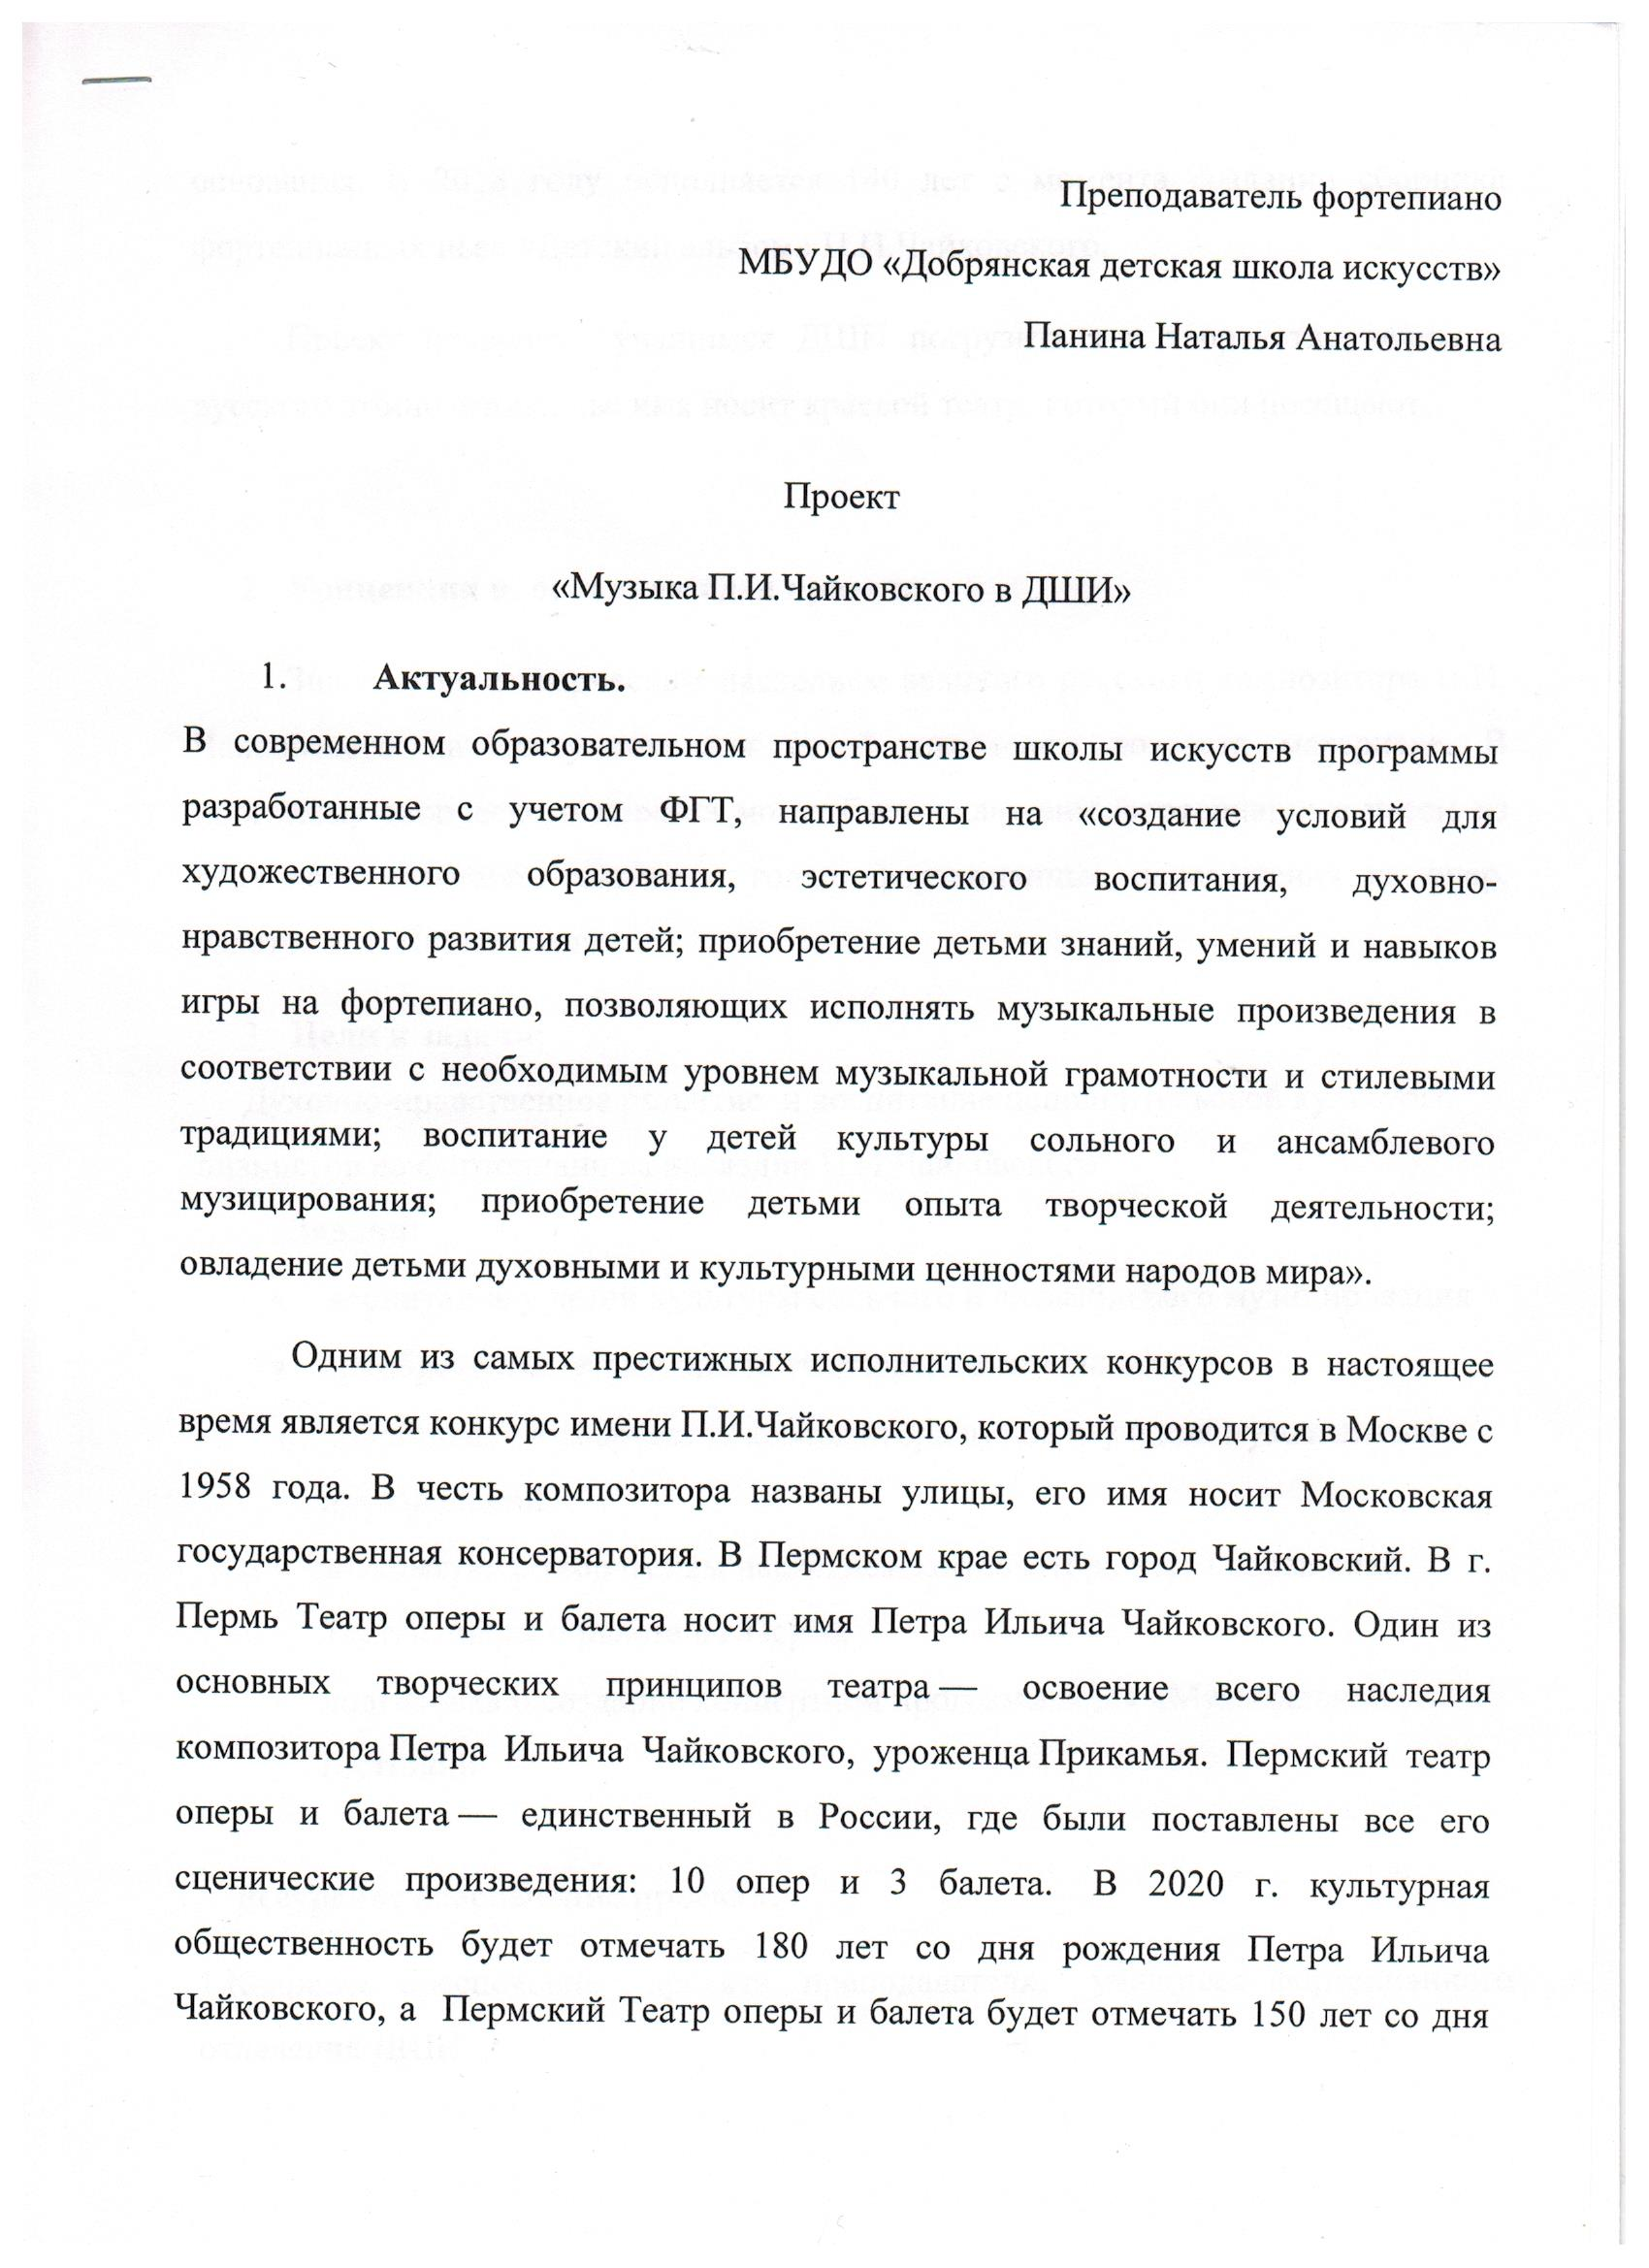 Преподаватель фортепиано
МБУДО «Добрянская детская школа искусств»
Панина Наталья Анатольевна
Проект
«Музыка П.И.Чайковского в ДШИ»
1. Актуальность.
В современном образовательном пространстве школы искусств программы
разработанные с учетом ФГТ, направлены на «создание условий для
художественного образования, эстетического воспитания, духовно-
нравственного развития детей; приобретение детьми знаний, умений и навыков
игры на фортепиано, позволяющих исполнять музыкальные произведения в
соответствии с необходимым уровнем музыкальной грамотности и стилевыми
традициями; воспитание у детей культуры сольного и ансамблевого
музицирования; приобретение детьми опыта творческой деятельности;
овладение детьми духовными и культурными ценностями народов мира».
Одним из самых престижных исполнительских конкурсов в настоящее
время является конкурс имени П.И.Чайковского, который проводится в Москве с
1958 года. В честь композитора названы улицы, его имя носит Московская
государственная консерватория. В Пермском крае есть город Чайковский. В г.
Пермь Театр оперы и балета носит имя Петра Ильича Чайковского. Один из
основных творческих принципов театра — освоение всего наследия
композитора Петра Ильича Чайковского, уроженца Прикамья. Пермский театр
оперы и балета — единственный в России, где были поставлены все его
сценические произведения: 10 опер и 3 балета. В 2020 г. культурная
общественность будет отмечать 180 лет со дня рождения Петра Ильича
Чайковского, а Пермский Театр оперы и балета будет отмечать 150 лет со дня